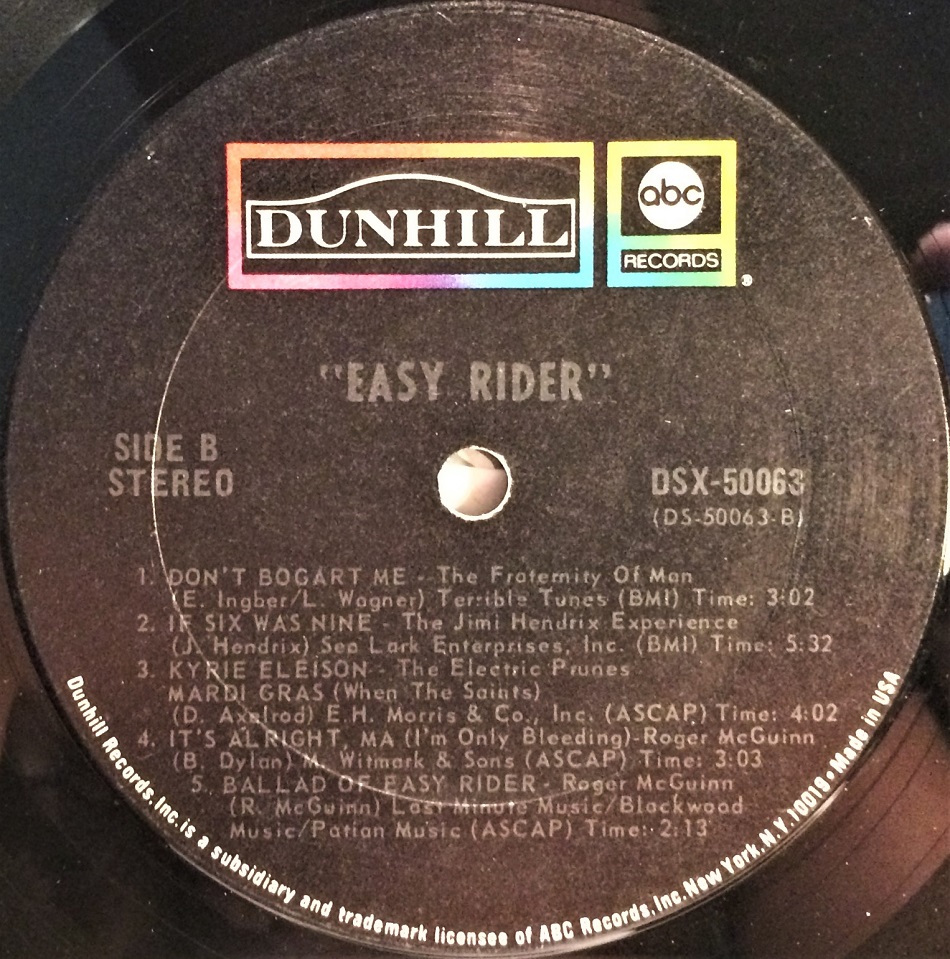 DUNHILL
abc
RECORDS
®
"EASY RIDER"
SIDE B
STEREO
DSX-50063
(DS-50063-B)
1. DON'T BOGART ME - The Fraternity Of Man
(E. Ingber/L. Wagner) Terrible Tunes (BMI) Time: 3:02
2. IF SIX WAS NINE - The Jimi Hendrix Experience
(J. Hendrix) Sea Lark Enterprises, Inc. (BMI) Time: 5:32
3. KYRIE ELEISON - The Electric Prunes
MARDI GRAS (When The Saints)
(D. Axelrod) E.H. Morris & Co., Inc. (ASCAP) Time: 4:02
4. IT'S ALRIGHT, MA (I'm Only Bleeding)-Roger McGuinn
(B. Dylan) M. Witmark & Sons (ASCAP) Time: 3:03
5. BALLAD OF EASY RIDER - Roger McGuinn
(R. McGuinn) Last Minute Music/Blackwood
Music/Patian Music (ASCAP) Time: 2:13
Dunhill Records, Inc. is a subsidiary and trademark licensee of ABC Records, Inc. New York, N.Y. 10019 • Made in USA